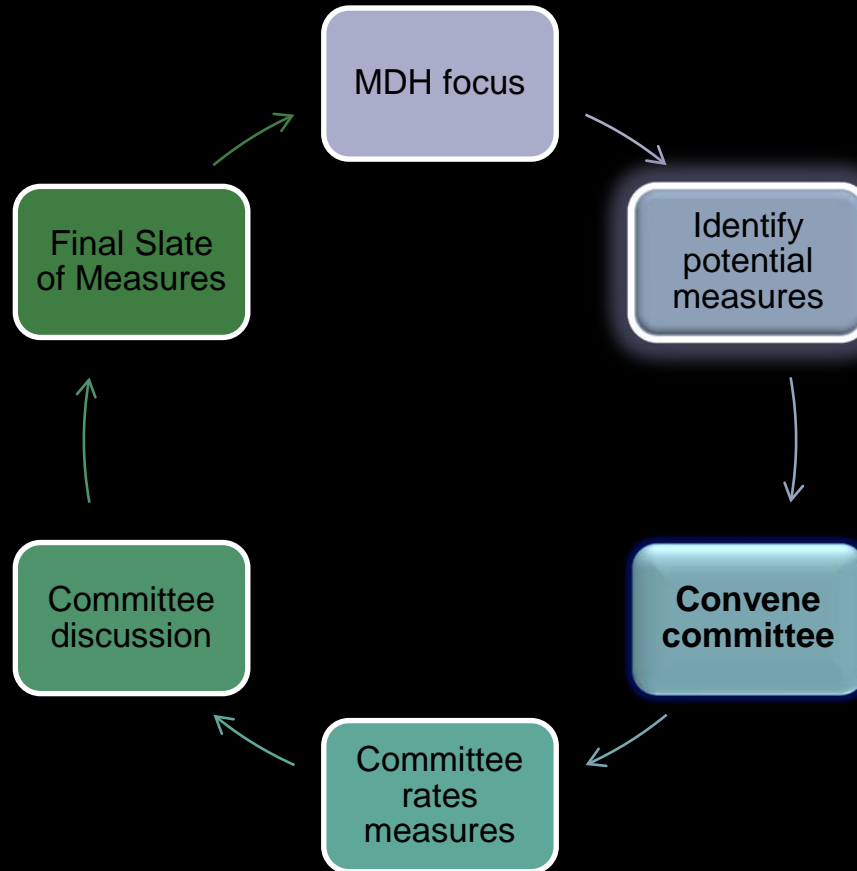 MDH focus
Identify
potential
measures
Convene
committee
Committee
rates
measures
Committee
discussion
Final Slate
of Measures